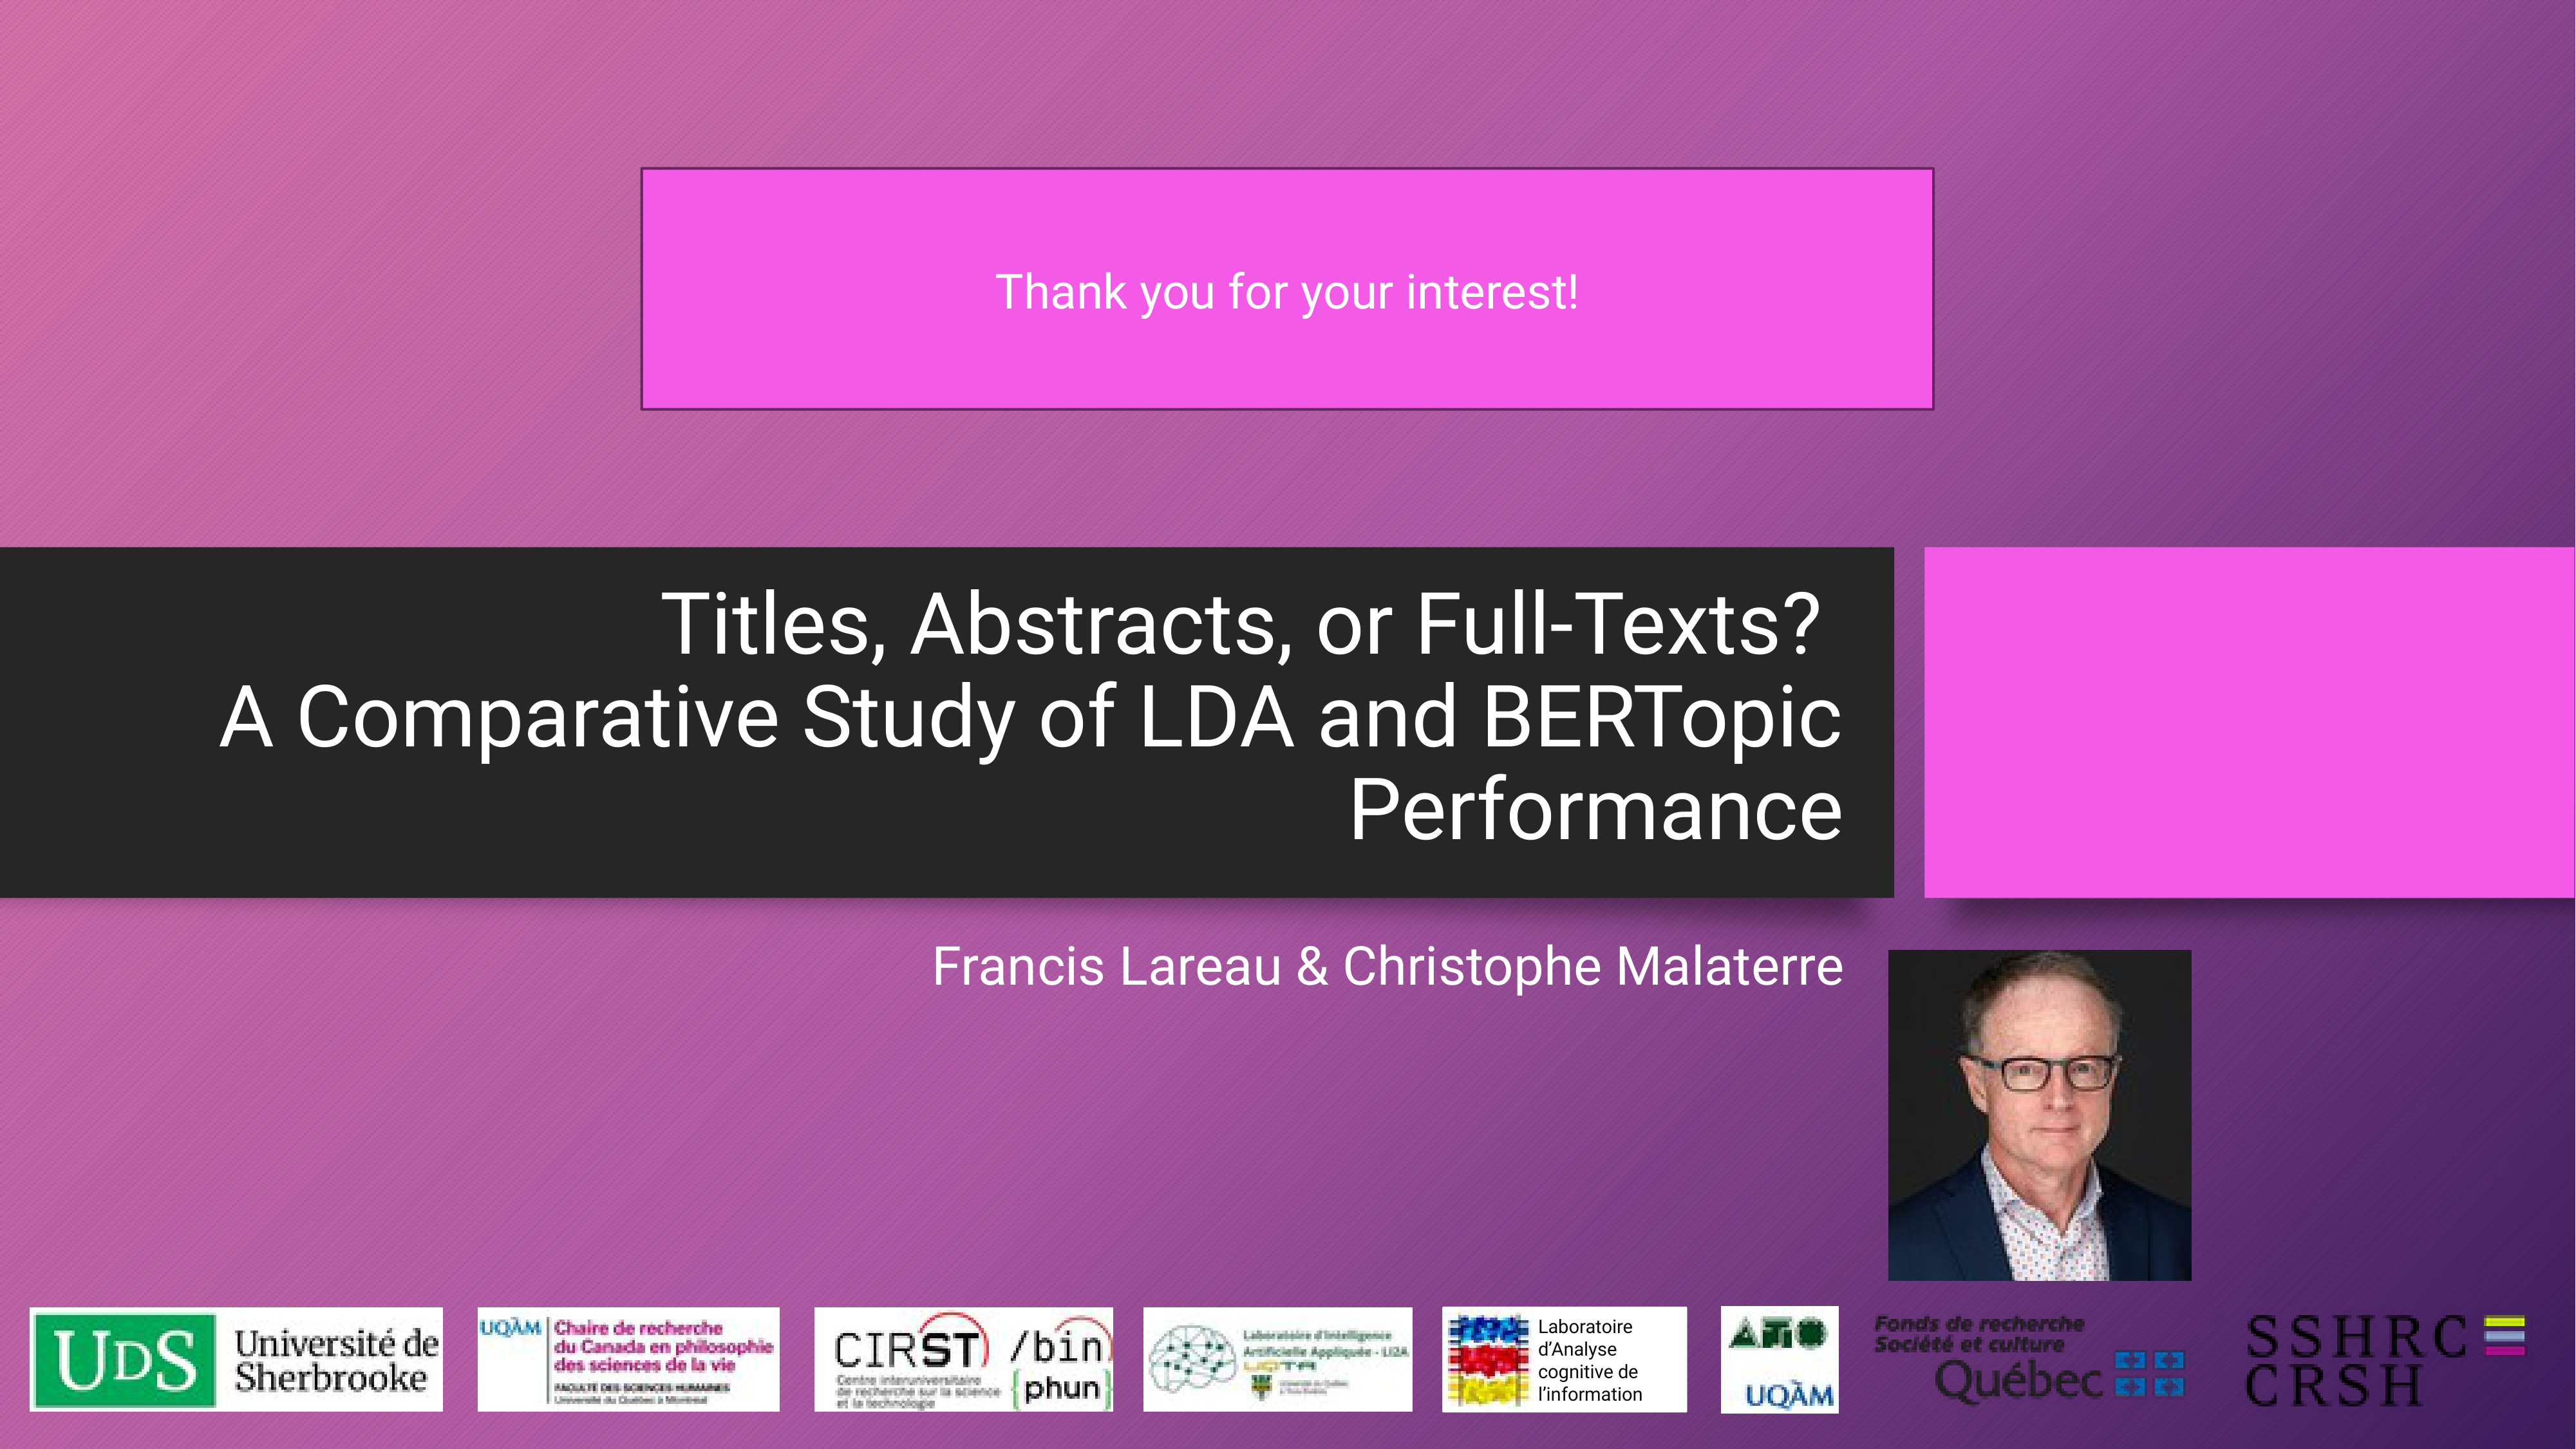 Thank you for your interest!
Titles, Abstracts, or Full-Texts?
A Comparative Study of LDA and BERTopic
Performance
Francis Lareau & Christophe Malaterre
UDS
Université de
Sherbrooke
UQÀM
Chaire de recherche
du Canada en philosophie
des sciences de la vie
FACULTÉ DES SCIENCES HUMAINES
Université du Québec à Montréal
CIRST
Centre interuniversitaire
de recherche sur la science
et la technologie
/bin
{phun}
Laboratoire d'Intelligence
Artificielle Appliquée - LI2A
Laboratoire
d'Analyse
cognitive de
l'information
UQÀM
Fonds de recherche
Société et culture
Québec
SSHRC
CRSH